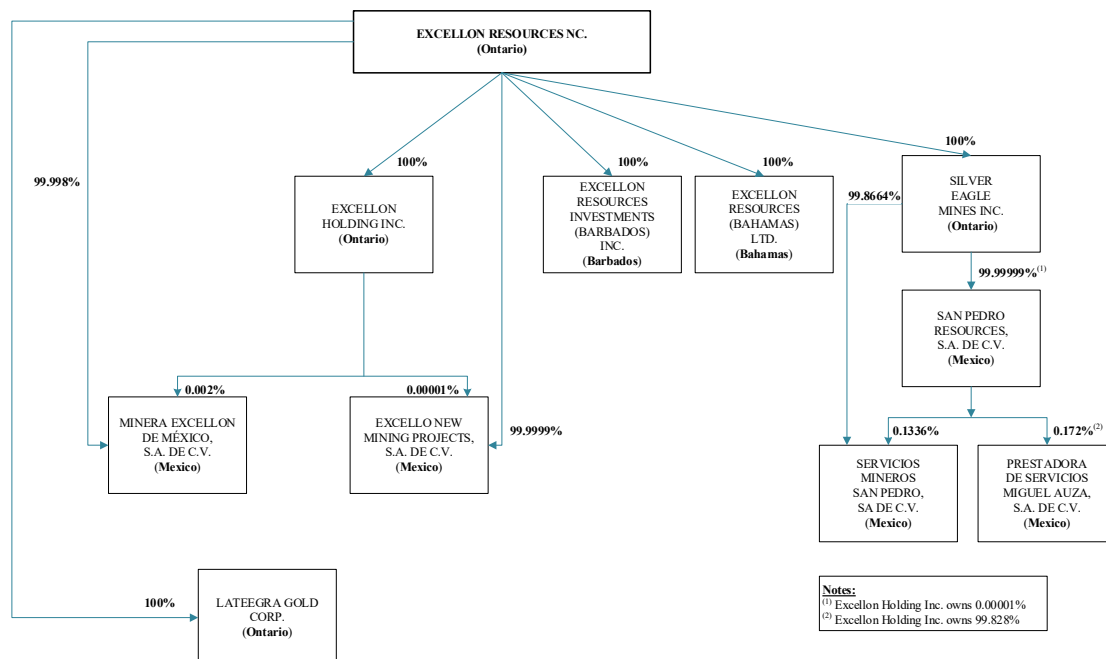 EXCELLON RESOURCES NC.
(Ontario)
100%
99.998%
100%
100%
100%
99.8664%
EXCELLON
HOLDING INC.
(Ontario)
EXCELLON
RESOURCES
INVESTMENTS
(BARBADOS)
INC.
(Barbados)
EXCELLON
RESOURCES
(BAHAMAS)
LTD.
(Bahamas)
SILVER
EAGLE
MINES INC.
(Ontario)
99.99999%(1)
SAN PEDRO
RESOURCES,
S.A. DE C.V.
(Mexico)
0.002%
0.00001%
MINERA EXCELLON
DE MÉXICO,
S.A. DE C.V.
(Mexico)
EXCELLO NEW
MINING PROJECTS,
S.A. DE C.V.
(Mexico)
99.9999%
0.1336%
0.172%(2)
SERVICIOS
MINEROS
SAN PEDRO,
SA DE C.V.
(Mexico)
PRESTADORA
DE SERVICIOS
MIGUEL AUZA,
S.A. DE C.V.
(Mexico)
100%
LATEEGRA GOLD
CORP.
(Ontario)
Notes:
(1) Excellon Holding Inc. owns 0.00001%
(2) Excellon Holding Inc. owns 99.828%